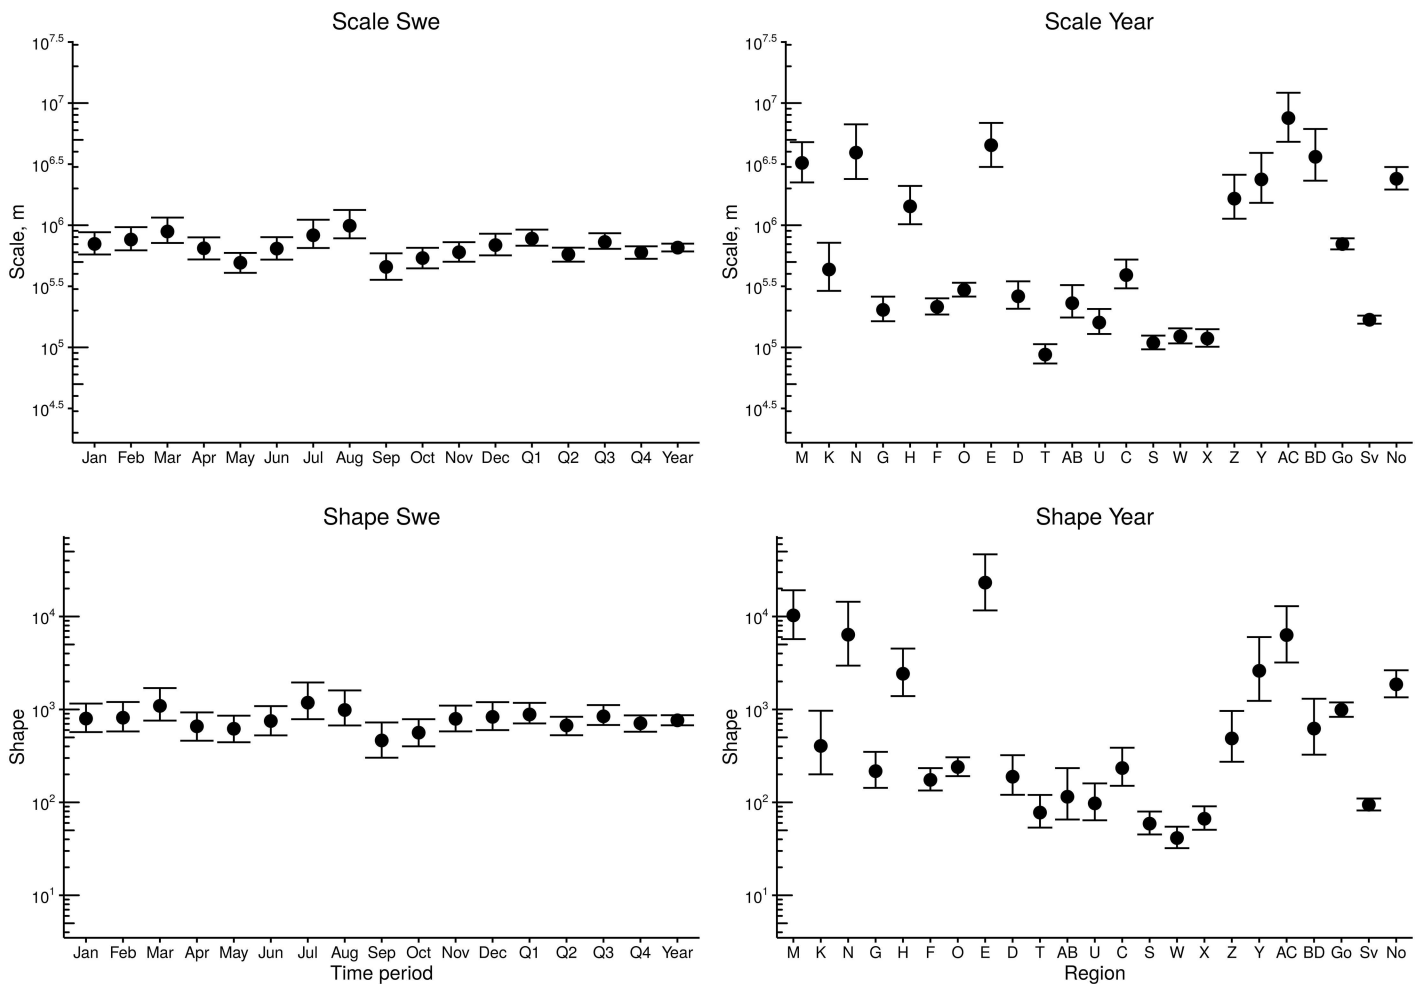 Scale Swe
Scale, m
10^7.5
10^7
10^6.5
10^6
10^5.5
10^5
10^4.5
Jan Feb Mar Apr May Jun Jul Aug Sep Oct Nov Dec Q1 Q2 Q3 Q4 Year
Scale Year
Scale, m
10^7.5
10^7
10^6.5
10^6
10^5.5
10^5
10^4.5
M K N G H F O E D T AB U C S W X Z Y AC BD Go Sv No
Shape Swe
Shape
10^4
10^3
10^2
10^1
Jan Feb Mar Apr May Jun Jul Aug Sep Oct Nov Dec Q1 Q2 Q3 Q4 Year
Time period
Shape Year
Shape
10^4
10^3
10^2
10^1
M K N G H F O E D T AB U C S W X Z Y AC BD Go Sv No
Region